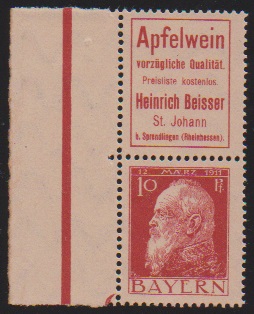 Apfelwein
vorzügliche Qualität.
Preisliste kostenlos.
Heinrich Beisser
St. Johann
b. Sprendlingen (Rheinhessen).
12 MÄRZ 1911
10 Pf
BAYERN